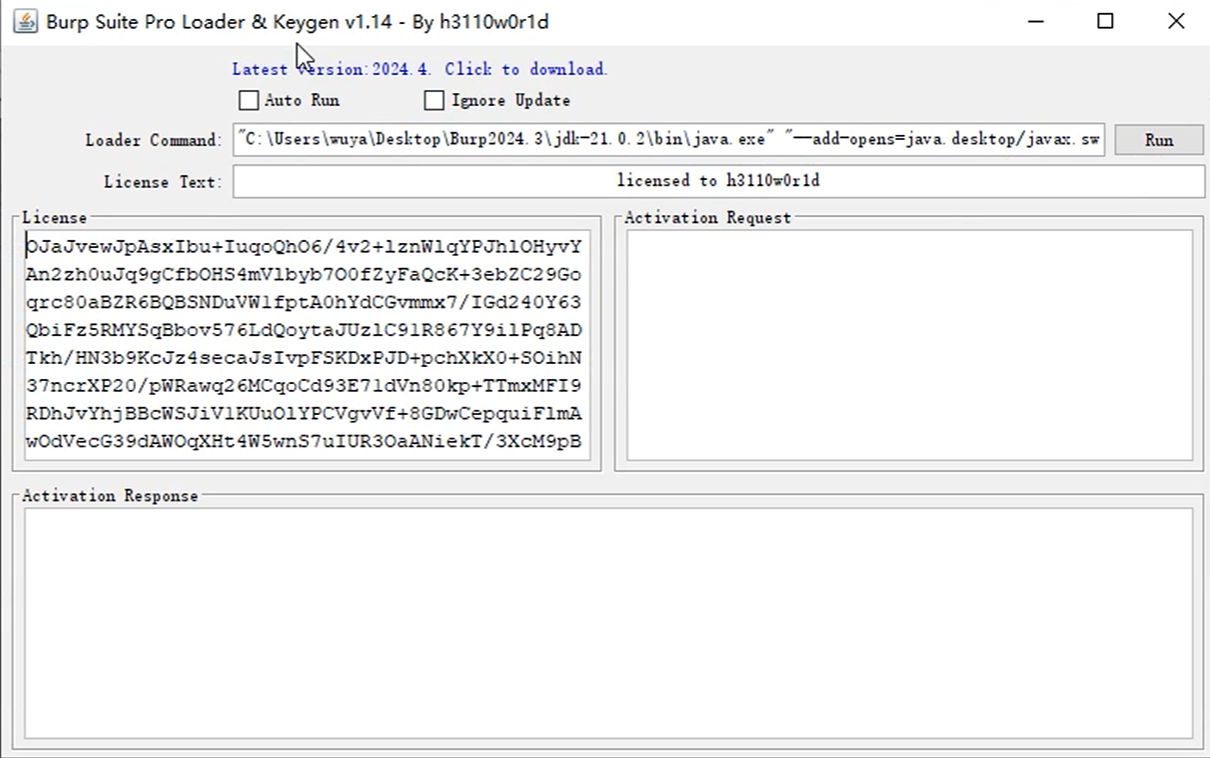 Burp Suite Pro Loader & Keygen v1.14 - By h3110w0r1d
Latest version:2024.4. Click to download.
Auto Run
Ignore Update
Loader Command:
"C:\Users\wuya\Desktop\Burp2024.3\jdk-21.0.2\bin\java.exe" "--add-opens=java.desktop/javax.sw
Run
License Text:
licensed to h3110w0r1d
License
Activation Request
OJaJvewJpAsxIbu+IuqoQhO6/4v2+lznWlqYPJhlOHyvY
An2zh0uJq9gCfbOHS4mVlbyb7O0fZyFaQcK+3ebZC29Go
qrc80aBZR6BQBSNDuVWlfptA0hYdCGvmmx7/IGd240Y63
QbiFz5RMYSqBbov576LdQoytaJUzlC9lR867Y9ilPq8AD
Tkh/HN3b9KcJz4secaJsIvpFSKDxPJD+pchXkX0+SOihN
37ncrXP20/pWRawq26MCqoCd93E7ldVn80kp+TTmxMFI9
RDhJvYhjBBcWSJiVlKUuOlYPCVgvVf+8GDwCepquiFlmA
wOdVecG39dAWOqXHt4W5wnS7uIUR3OaANiekT/3XcM9pB
Activation Response